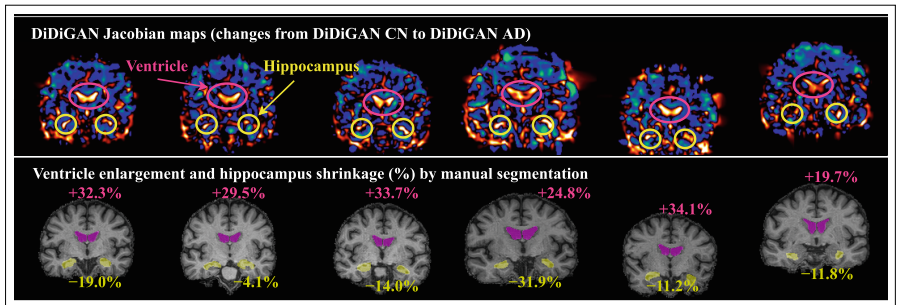 DiDiGAN Jacobian maps (changes from DiDiGAN CN to DiDiGAN AD)
Ventricle Hippocampus
Ventricle enlargement and hippocampus shrinkage (%) by manual segmentation
+32.3% +29.5% +33.7% +24.8% +34.1% +19.7%
−19.0% −4.1% −14.0% −31.9% −11.2% −11.8%